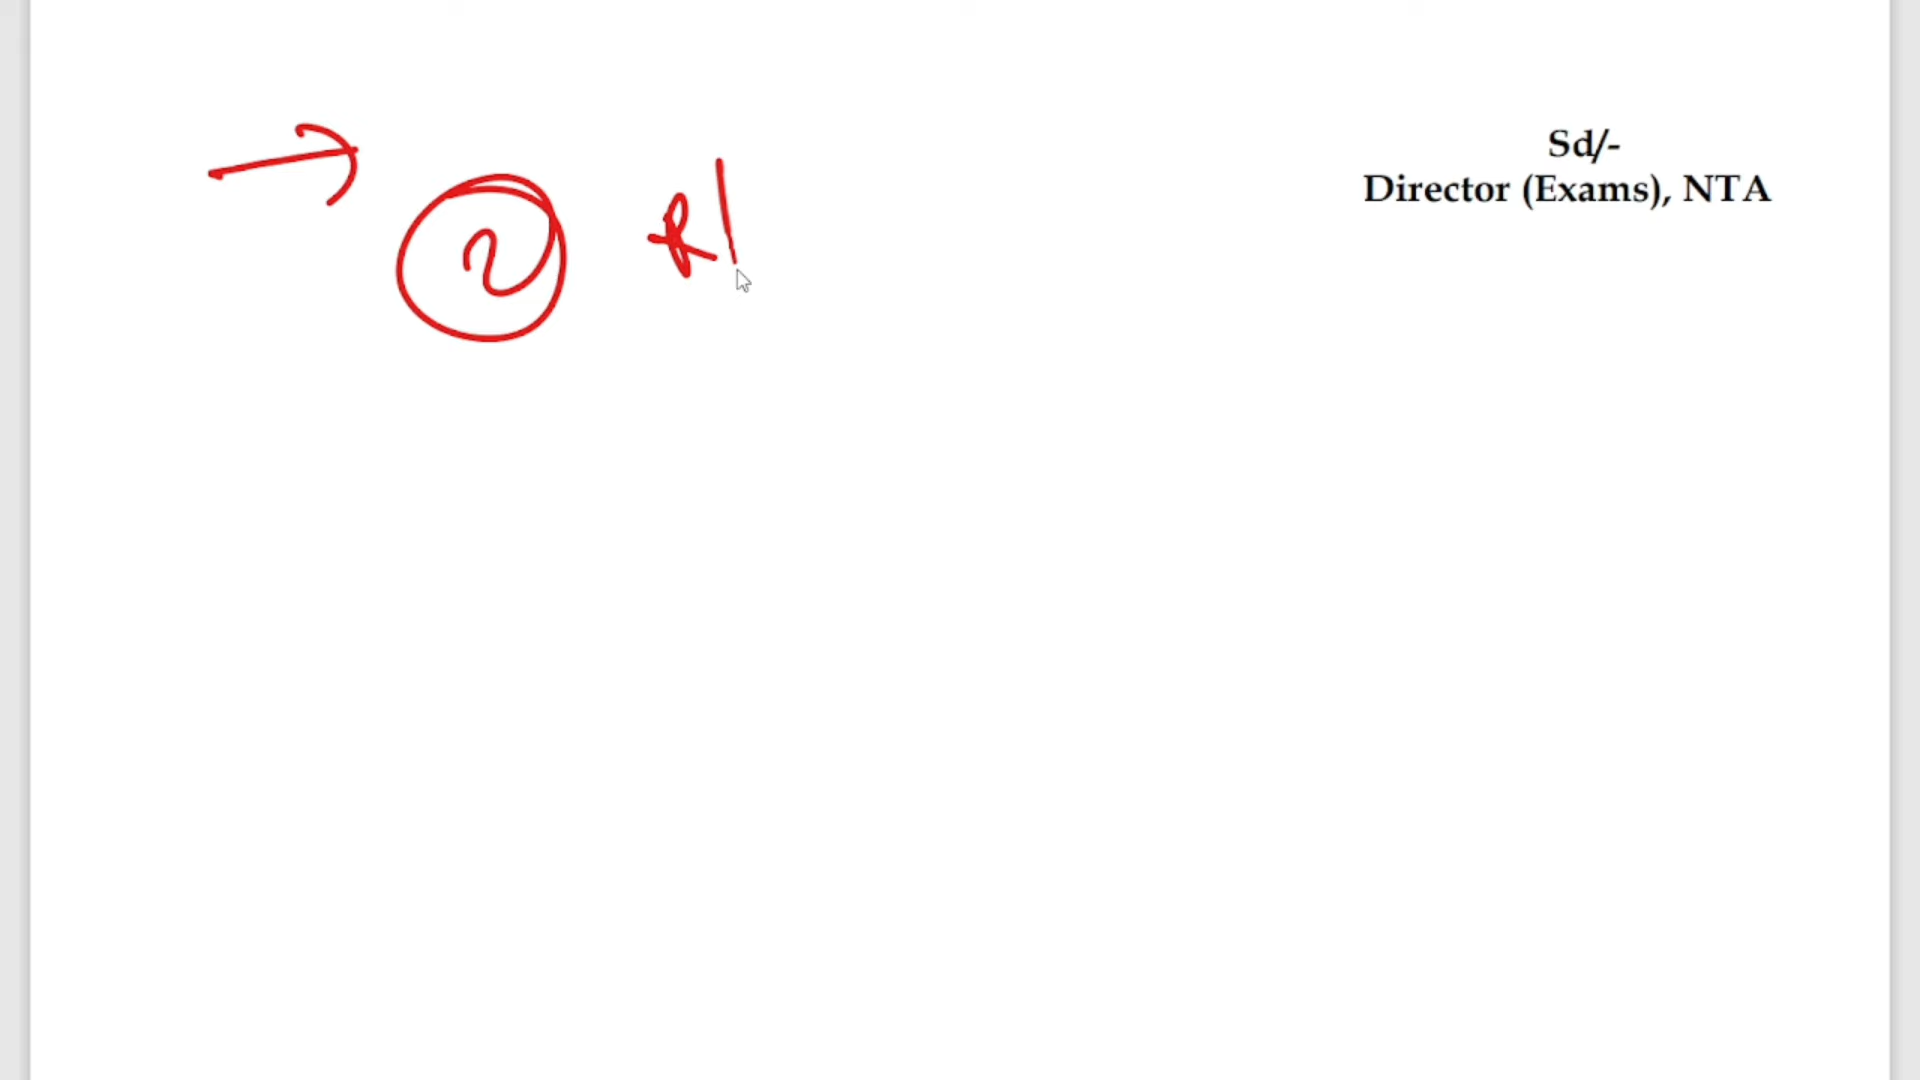 Sd/-
Director (Exams), NTA
2